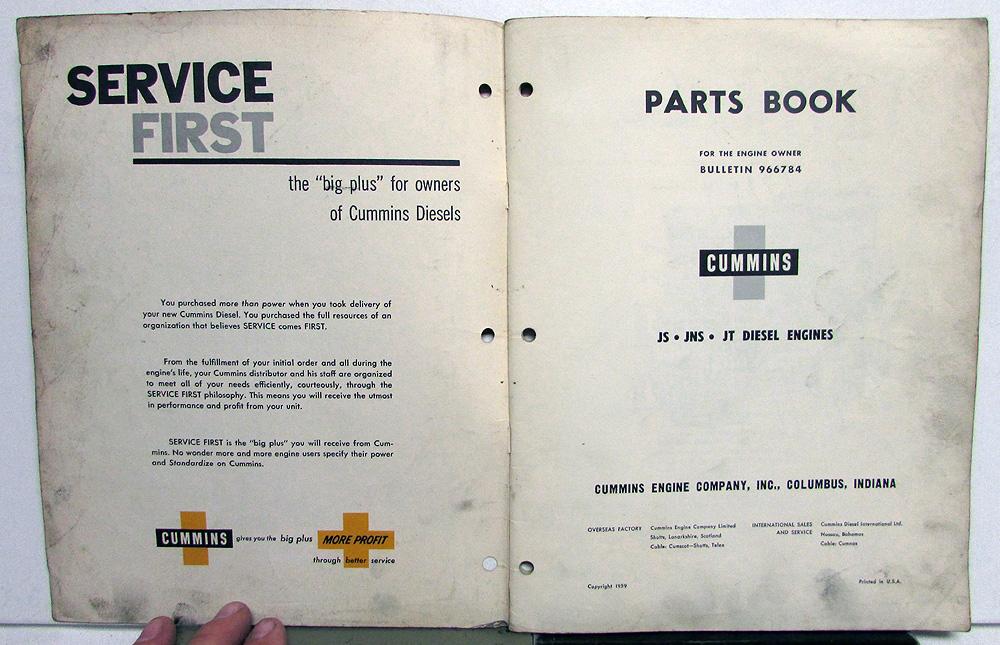 SERVICE
FIRST
the "big plus" for owners
of Cummins Diesels
You purchased more than power when you took delivery of
your new Cummins Diesel. You purchased the full resources of an
organization that believes SERVICE comes FIRST.
From the fulfillment of your initial order and all during the
engine's life, your Cummins distributor and his staff are organized
to meet all of your needs efficiently, courteously, through the
SERVICE FIRST philosophy. This means you will receive the utmost
in performance and profit from your unit.
SERVICE FIRST is the "big plus" you will receive from Cum-
mins. No wonder more and more engine users specify their power
and Standardize on Cummins.
CUMMINS gives you the big plus MORE PROFIT
through better service
PARTS BOOK
FOR THE ENGINE OWNER
BULLETIN 966784
CUMMINS
JS • JNS • JT DIESEL ENGINES
CUMMINS ENGINE COMPANY, INC., COLUMBUS, INDIANA
OVERSEAS FACTORY
Cummins Engine Company Limited
Shotts, Lanarkshire, Scotland
Cable: Cumscot—Shotts, Telex
INTERNATIONAL SALES
AND SERVICE
Cummins Diesel International Ltd.
Nassau, Bahamas
Cable: Cumnas
Copyright 1959
Printed in U.S.A.